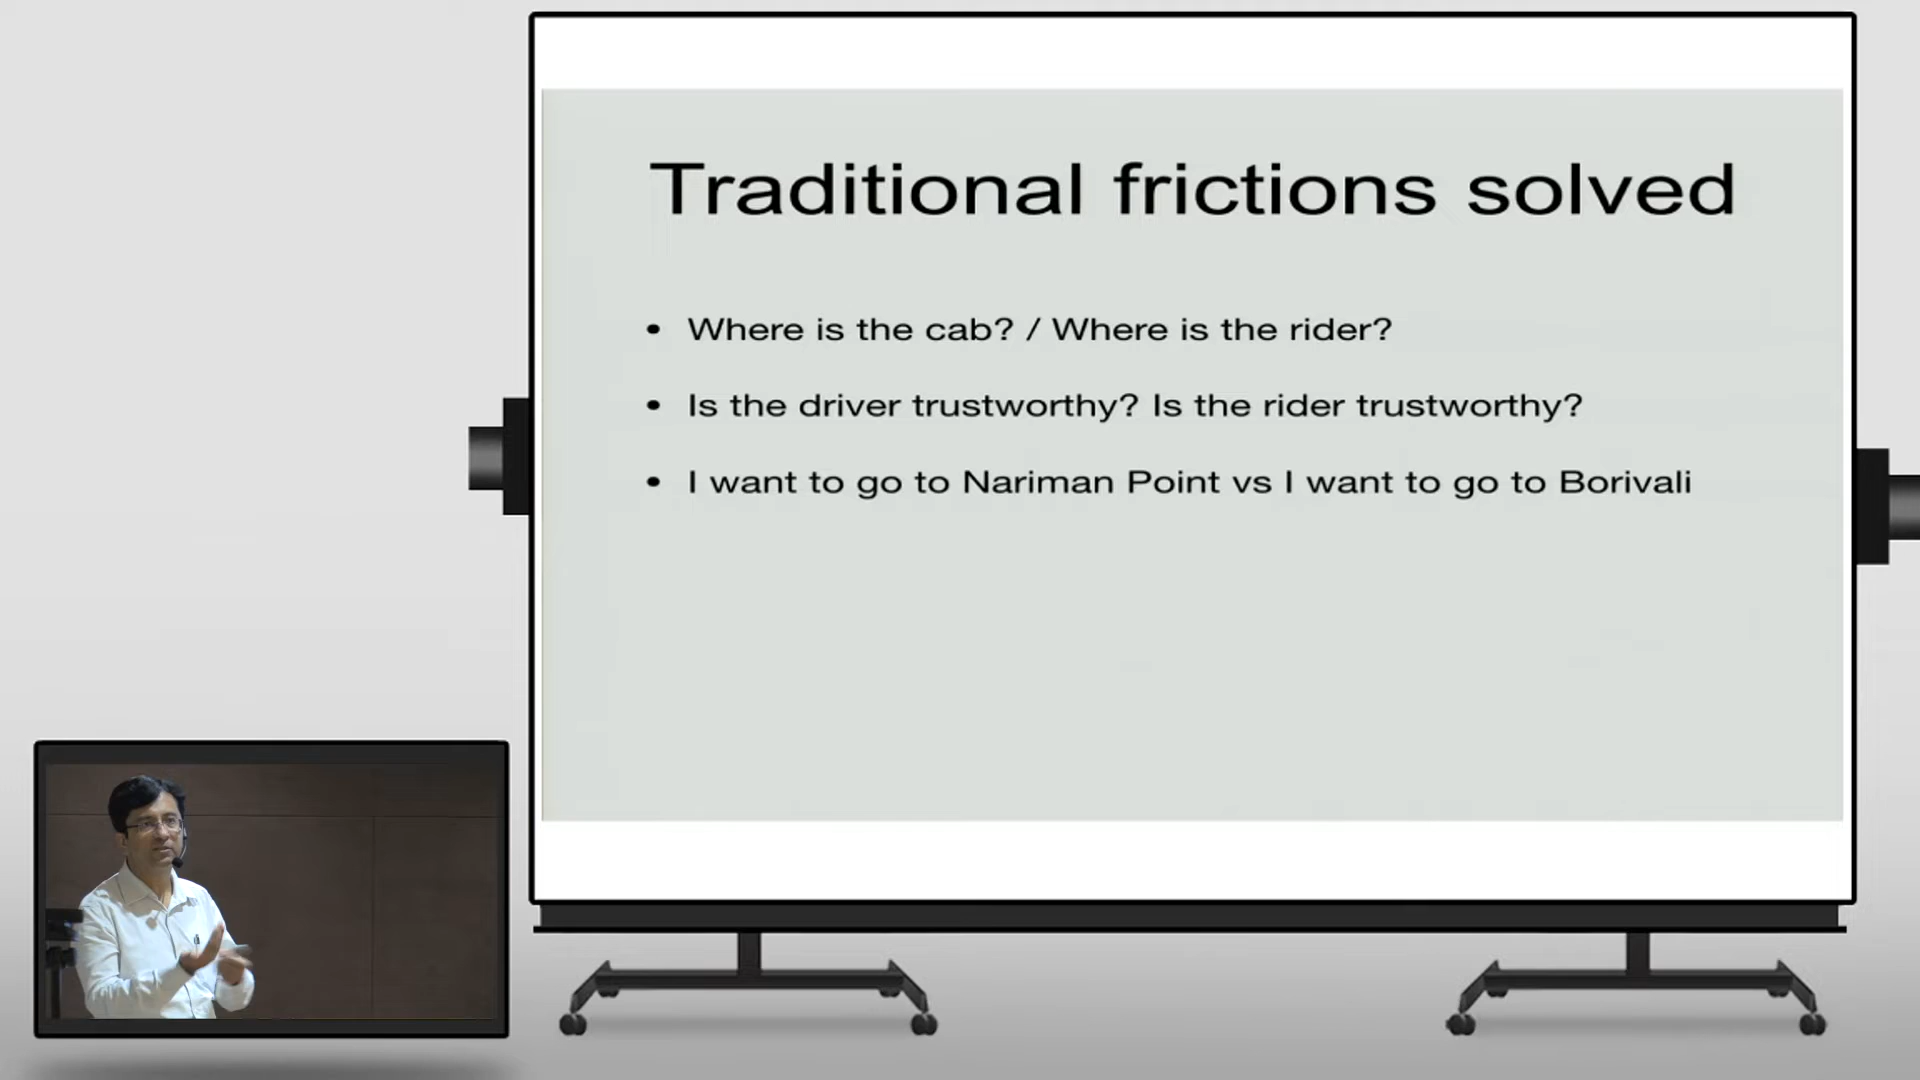 Traditional frictions solved
• Where is the cab? / Where is the rider?
• Is the driver trustworthy? Is the rider trustworthy?
• I want to go to Nariman Point vs I want to go to Borivali